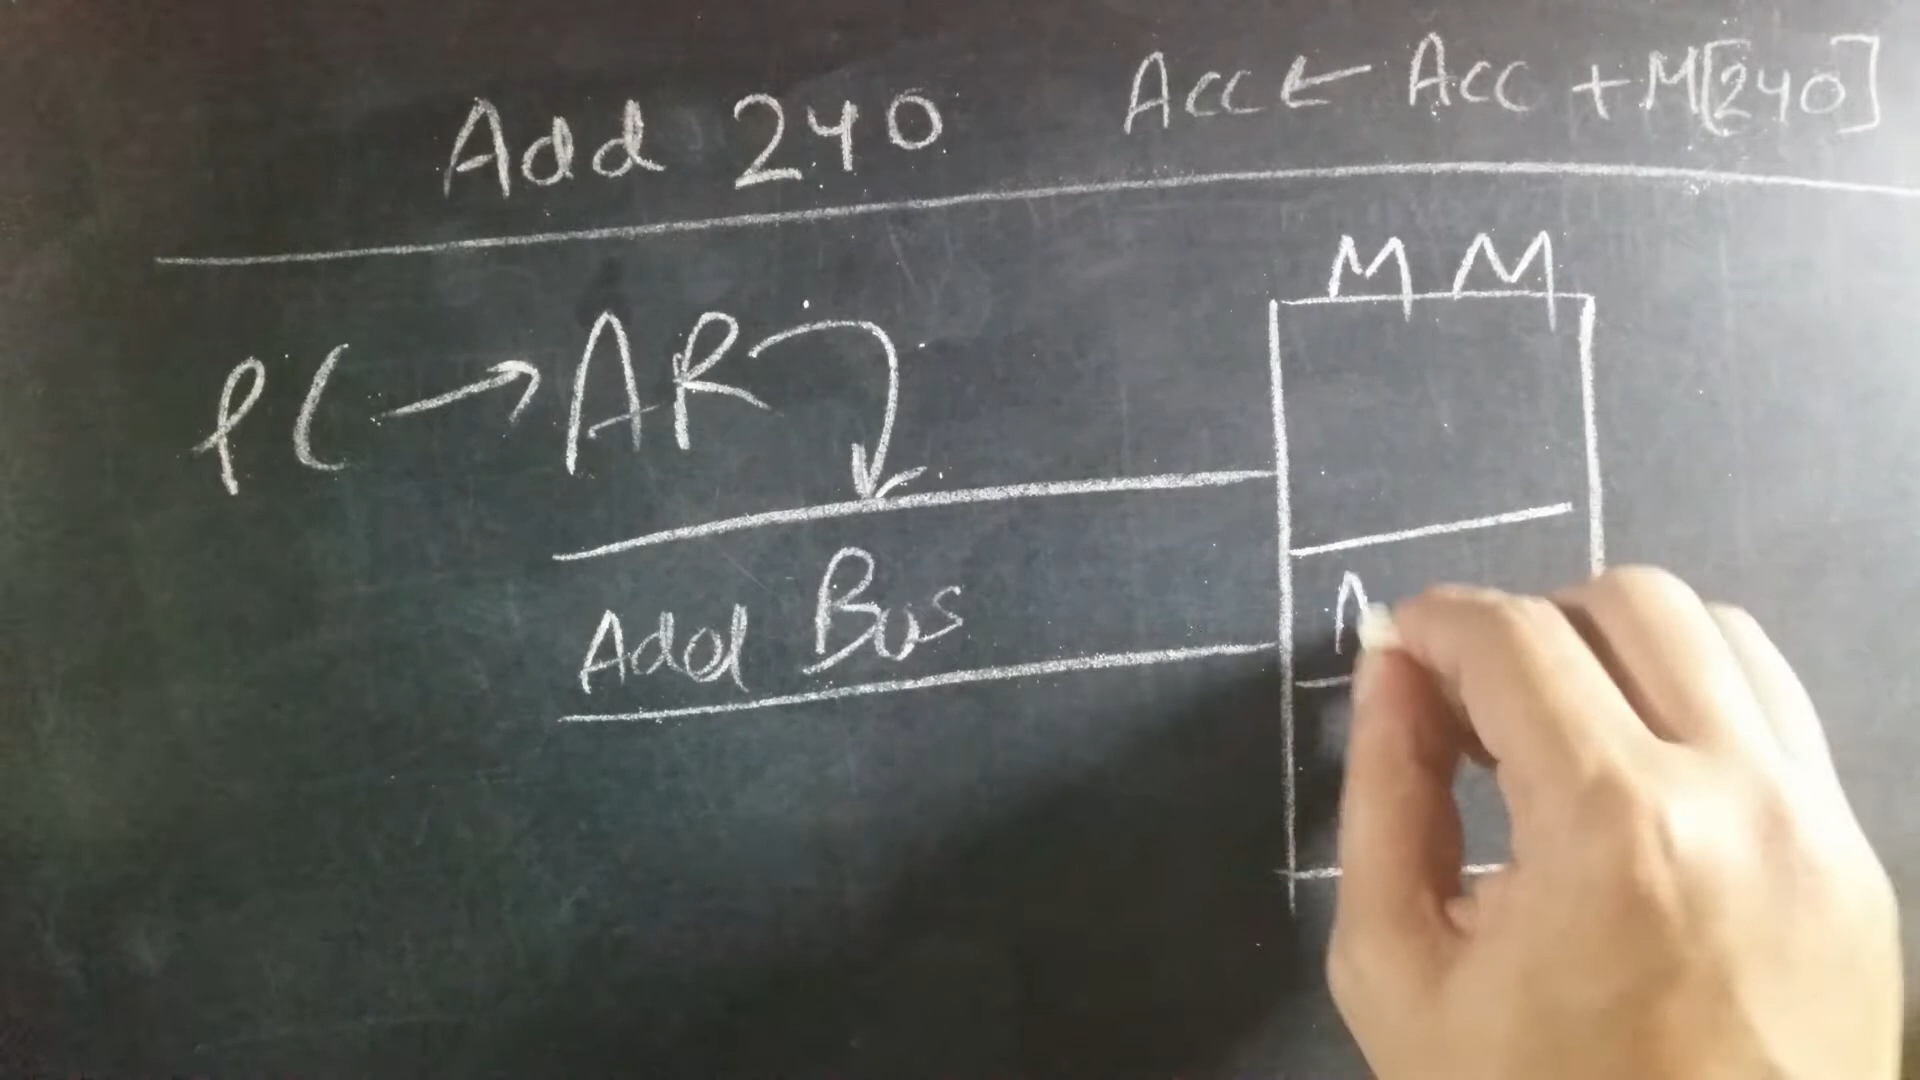 Add 240
Acc ← Acc + M[240]
MM
PC → AR
Add Bus
A